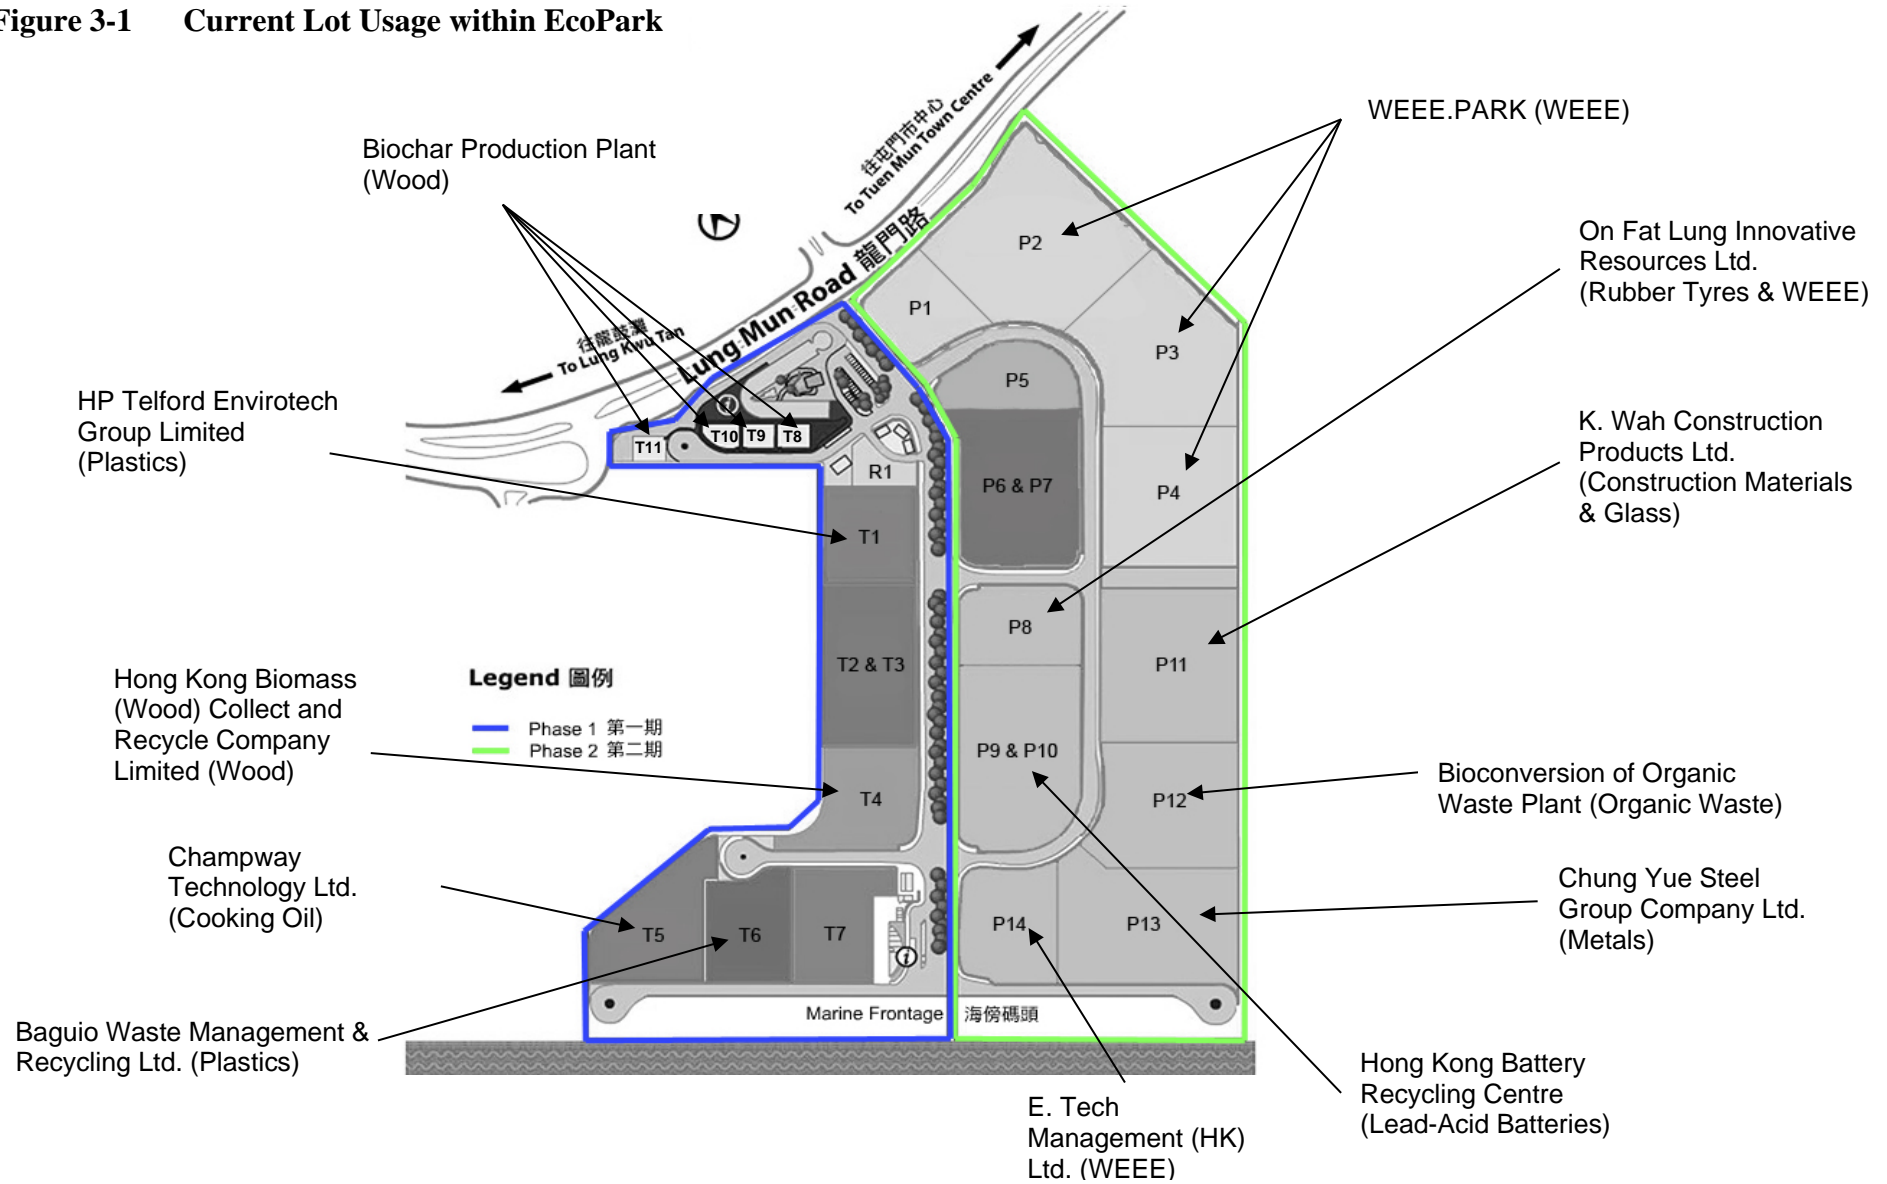 Figure 3-1 Current Lot Usage within EcoPark
WEEE.PARK (WEEE)
Biochar Production Plant
(Wood)
往屯門市中心
To Tuen Mun Town Centre
On Fat Lung Innovative
Resources Ltd.
(Rubber Tyres & WEEE)
Lung Mun Road 龍門路
往龍鼓灘
To Lung Kwu Tan
HP Telford Envirotech
Group Limited
(Plastics)
K. Wah Construction
Products Ltd.
(Construction Materials
& Glass)
P2
P1
P3
P5
T11
T10
T9
T8
R1
P6 & P7
P4
T1
P8
T2 & T3
P11
Hong Kong Biomass
(Wood) Collect and
Recycle Company
Limited (Wood)
Legend 圖例
Phase 1 第一期
Phase 2 第二期
P9 & P10
T4
P12
Bioconversion of Organic
Waste Plant (Organic Waste)
Champway
Technology Ltd.
(Cooking Oil)
Chung Yue Steel
Group Company Ltd.
(Metals)
T5
T6
T7
P14
P13
Marine Frontage 海傍碼頭
Baguio Waste Management &
Recycling Ltd. (Plastics)
Hong Kong Battery
Recycling Centre
(Lead-Acid Batteries)
E. Tech
Management (HK)
Ltd. (WEEE)